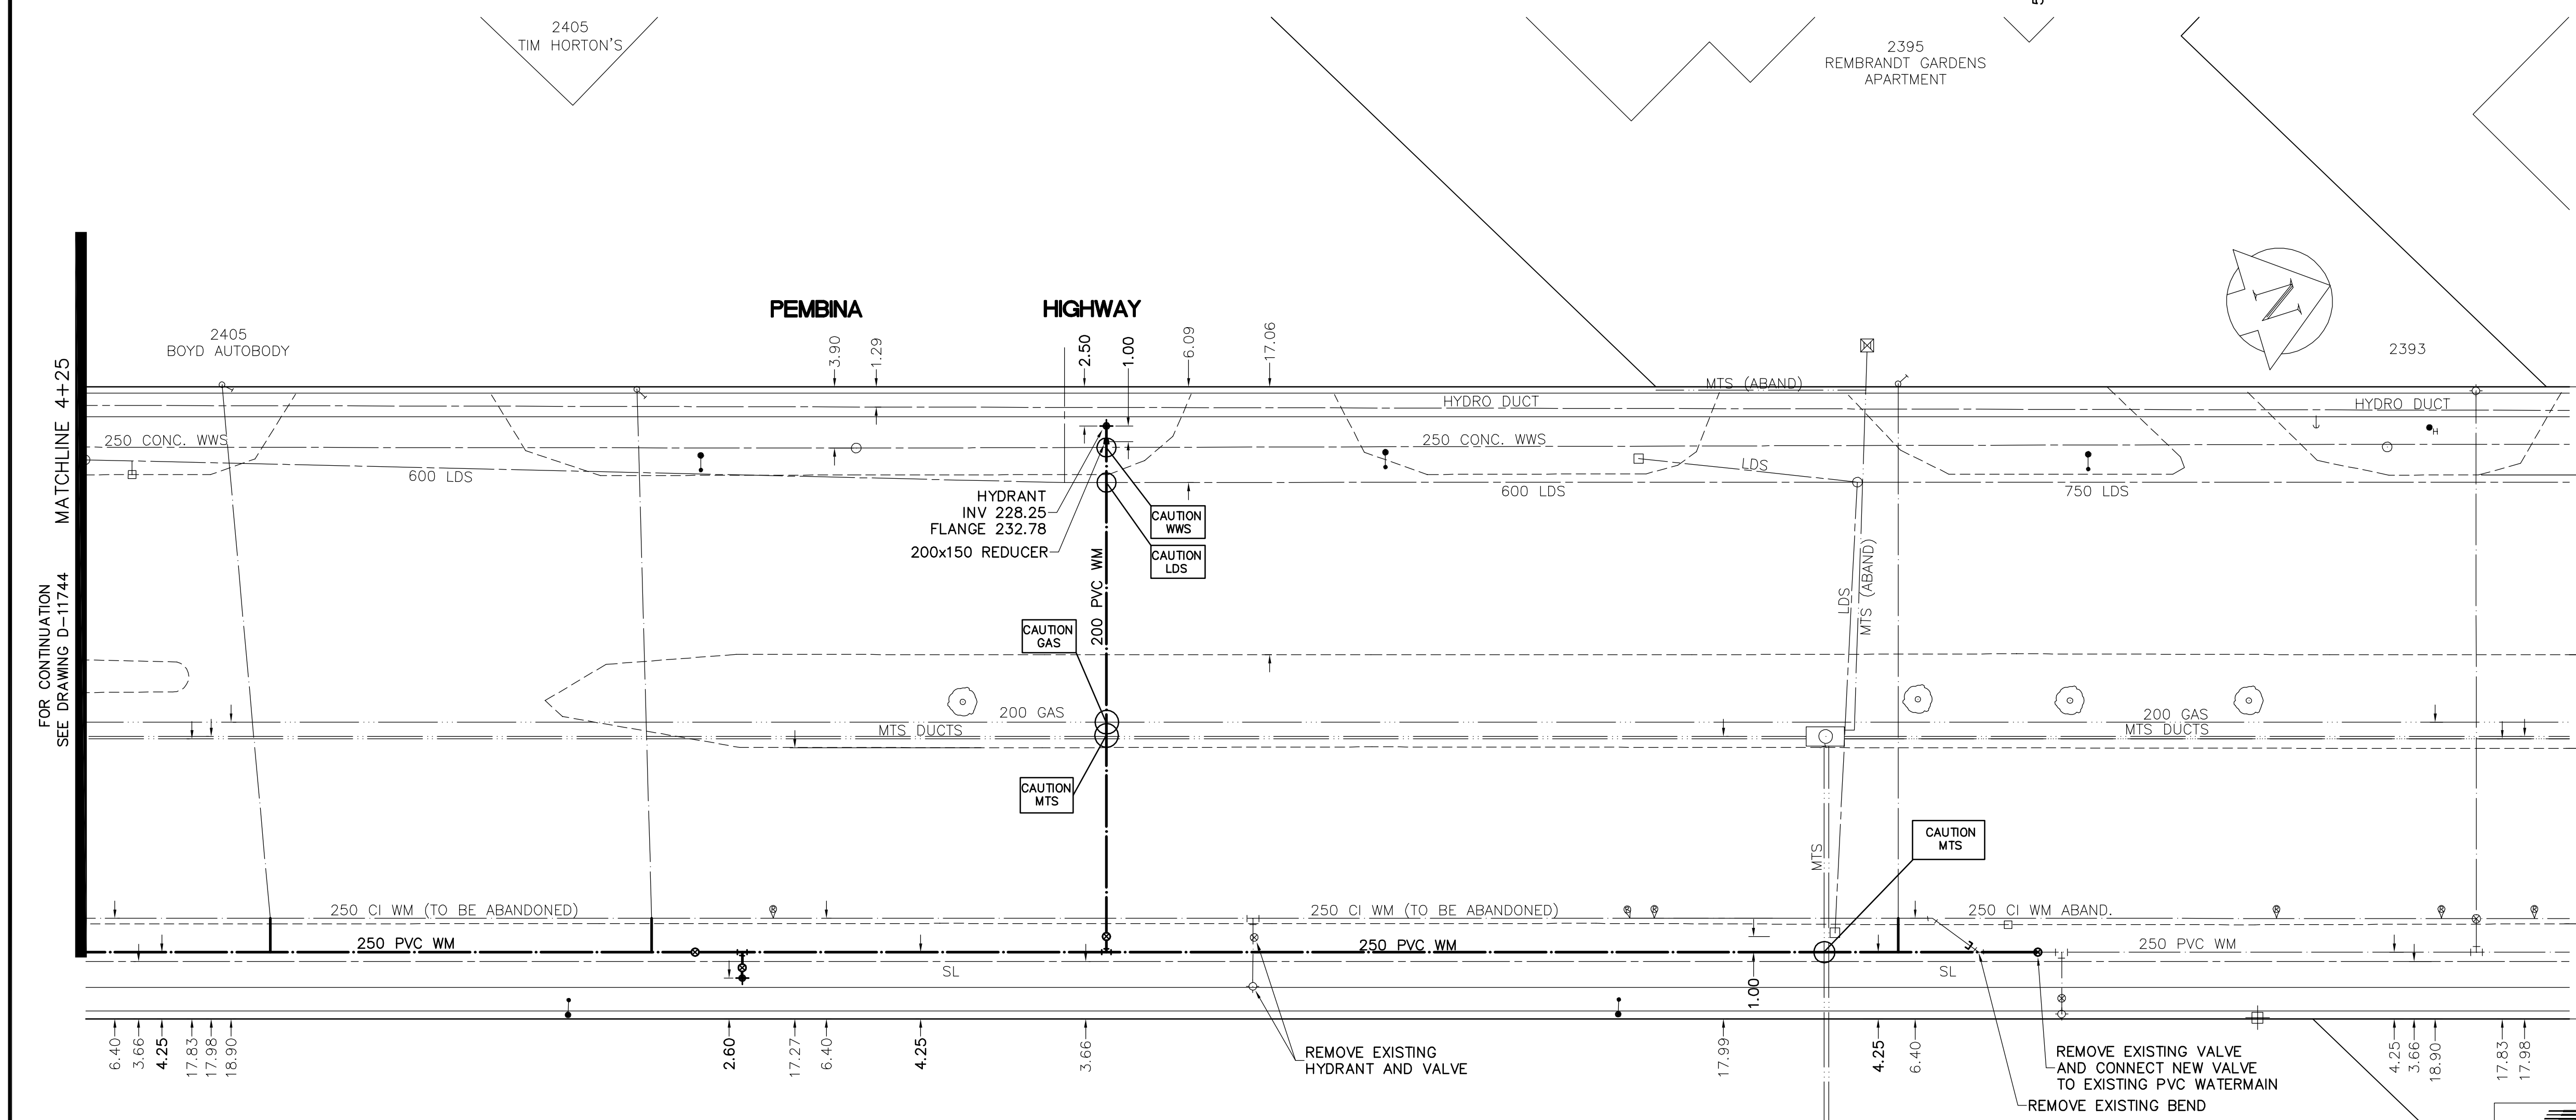 2405
TIM HORTON'S
2395
REMBRANDT GARDENS
APARTMENT
PEMBINA HIGHWAY
2405
BOYD AUTOBODY
2393
N
MATCHLINE 4+25
FOR CONTINUATION
SEE DRAWING D-11744
3.90
1.29
2.50
1.00
6.09
17.06
MTS (ABAND)
HYDRO DUCT
HYDRO DUCT
250 CONC. WWS
250 CONC. WWS
H
600 LDS
LDS
600 LDS
750 LDS
HYDRANT
INV 228.25
FLANGE 232.78
200x150 REDUCER
CAUTION
WWS
CAUTION
LDS
200 PVC WM
LDS
MTS (ABAND)
CAUTION
GAS
200 GAS
200 GAS
MTS DUCTS
MTS DUCTS
CAUTION
MTS
CAUTION
MTS
MTS
250 CI WM (TO BE ABANDONED)
250 CI WM (TO BE ABANDONED)
250 CI WM ABAND.
250 PVC WM
250 PVC WM
250 PVC WM
SL
SL
1.00
6.40
3.66
4.25
17.83
17.98
18.90
2.60
17.27
6.40
4.25
3.66
17.99
4.25
6.40
4.25
3.66
18.90
17.83
17.98
REMOVE EXISTING
HYDRANT AND VALVE
REMOVE EXISTING VALVE
AND CONNECT NEW VALVE
TO EXISTING PVC WATERMAIN
REMOVE EXISTING BEND